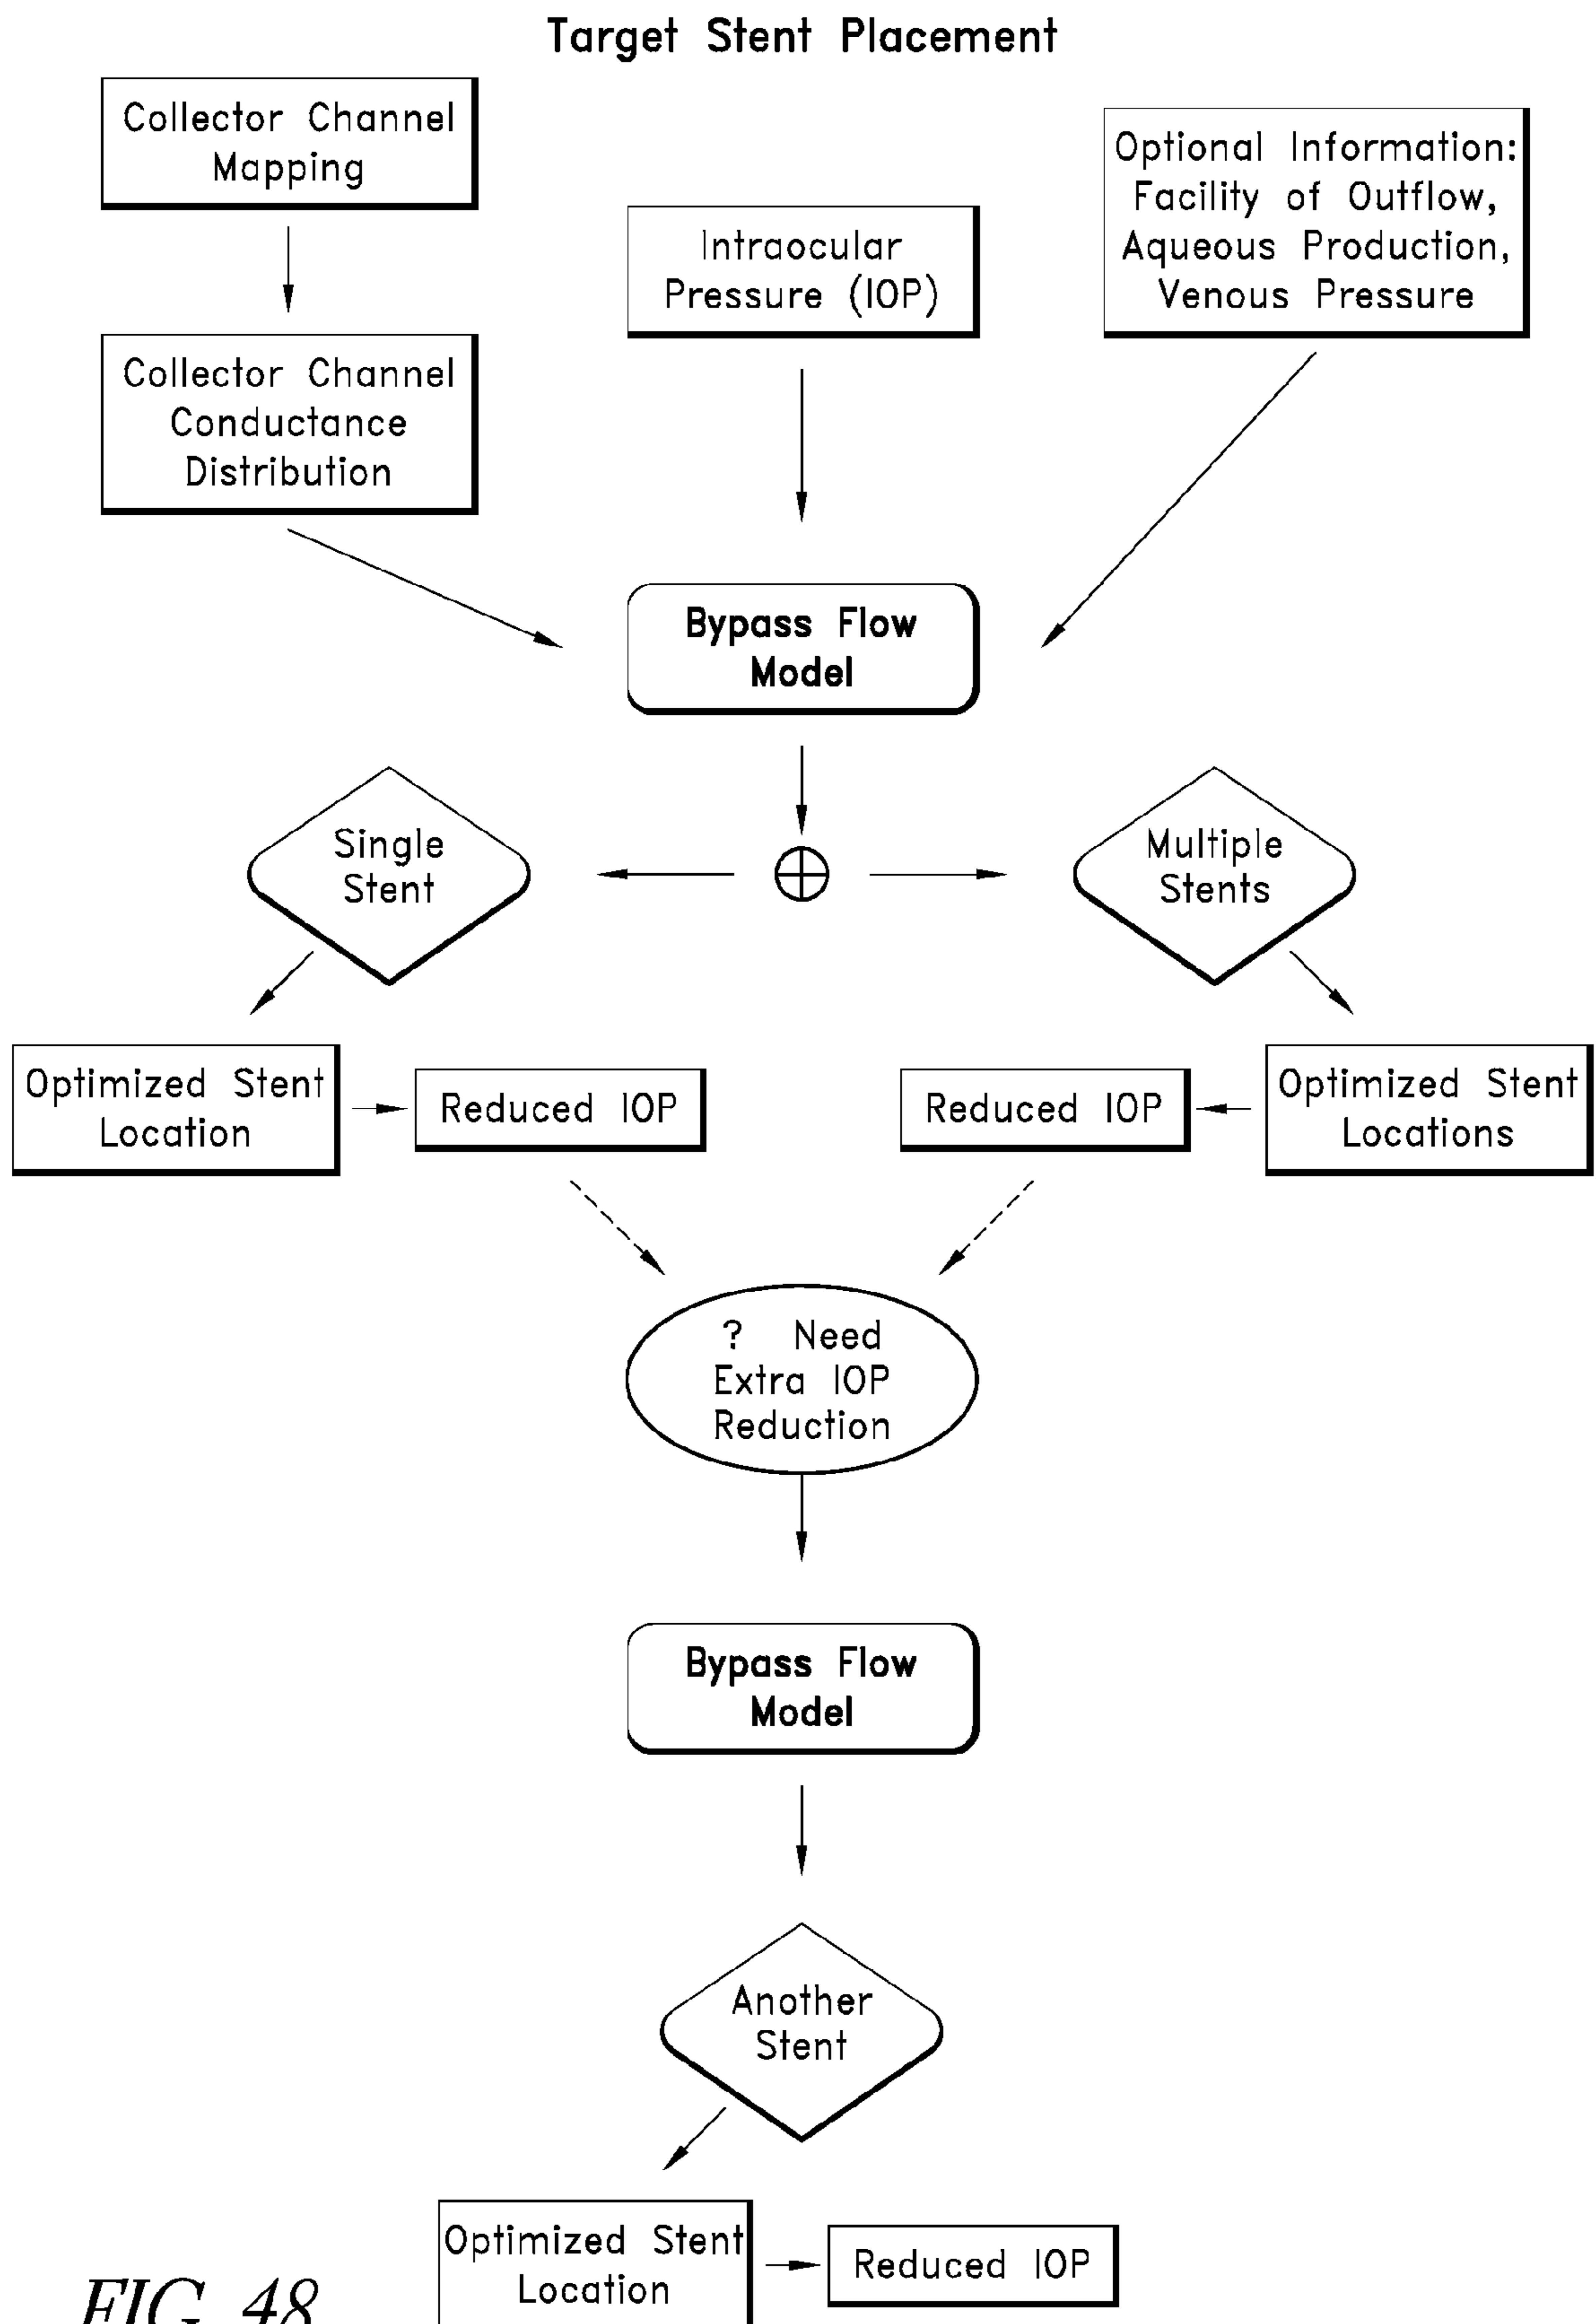 Target Stent Placement
Collector Channel
Mapping
Collector Channel
Conductance
Distribution
Intraocular
Pressure (IOP)
Optional Information:
Facility of Outflow,
Aqueous Production,
Venous Pressure
Bypass Flow
Model
Single
Stent
Multiple
Stents
Optimized Stent
Location
Reduced IOP
Reduced IOP
Optimized Stent
Locations
? Need
Extra IOP
Reduction
Bypass Flow
Model
Another
Stent
Optimized Stent
Location
Reduced IOP
FIG. 48